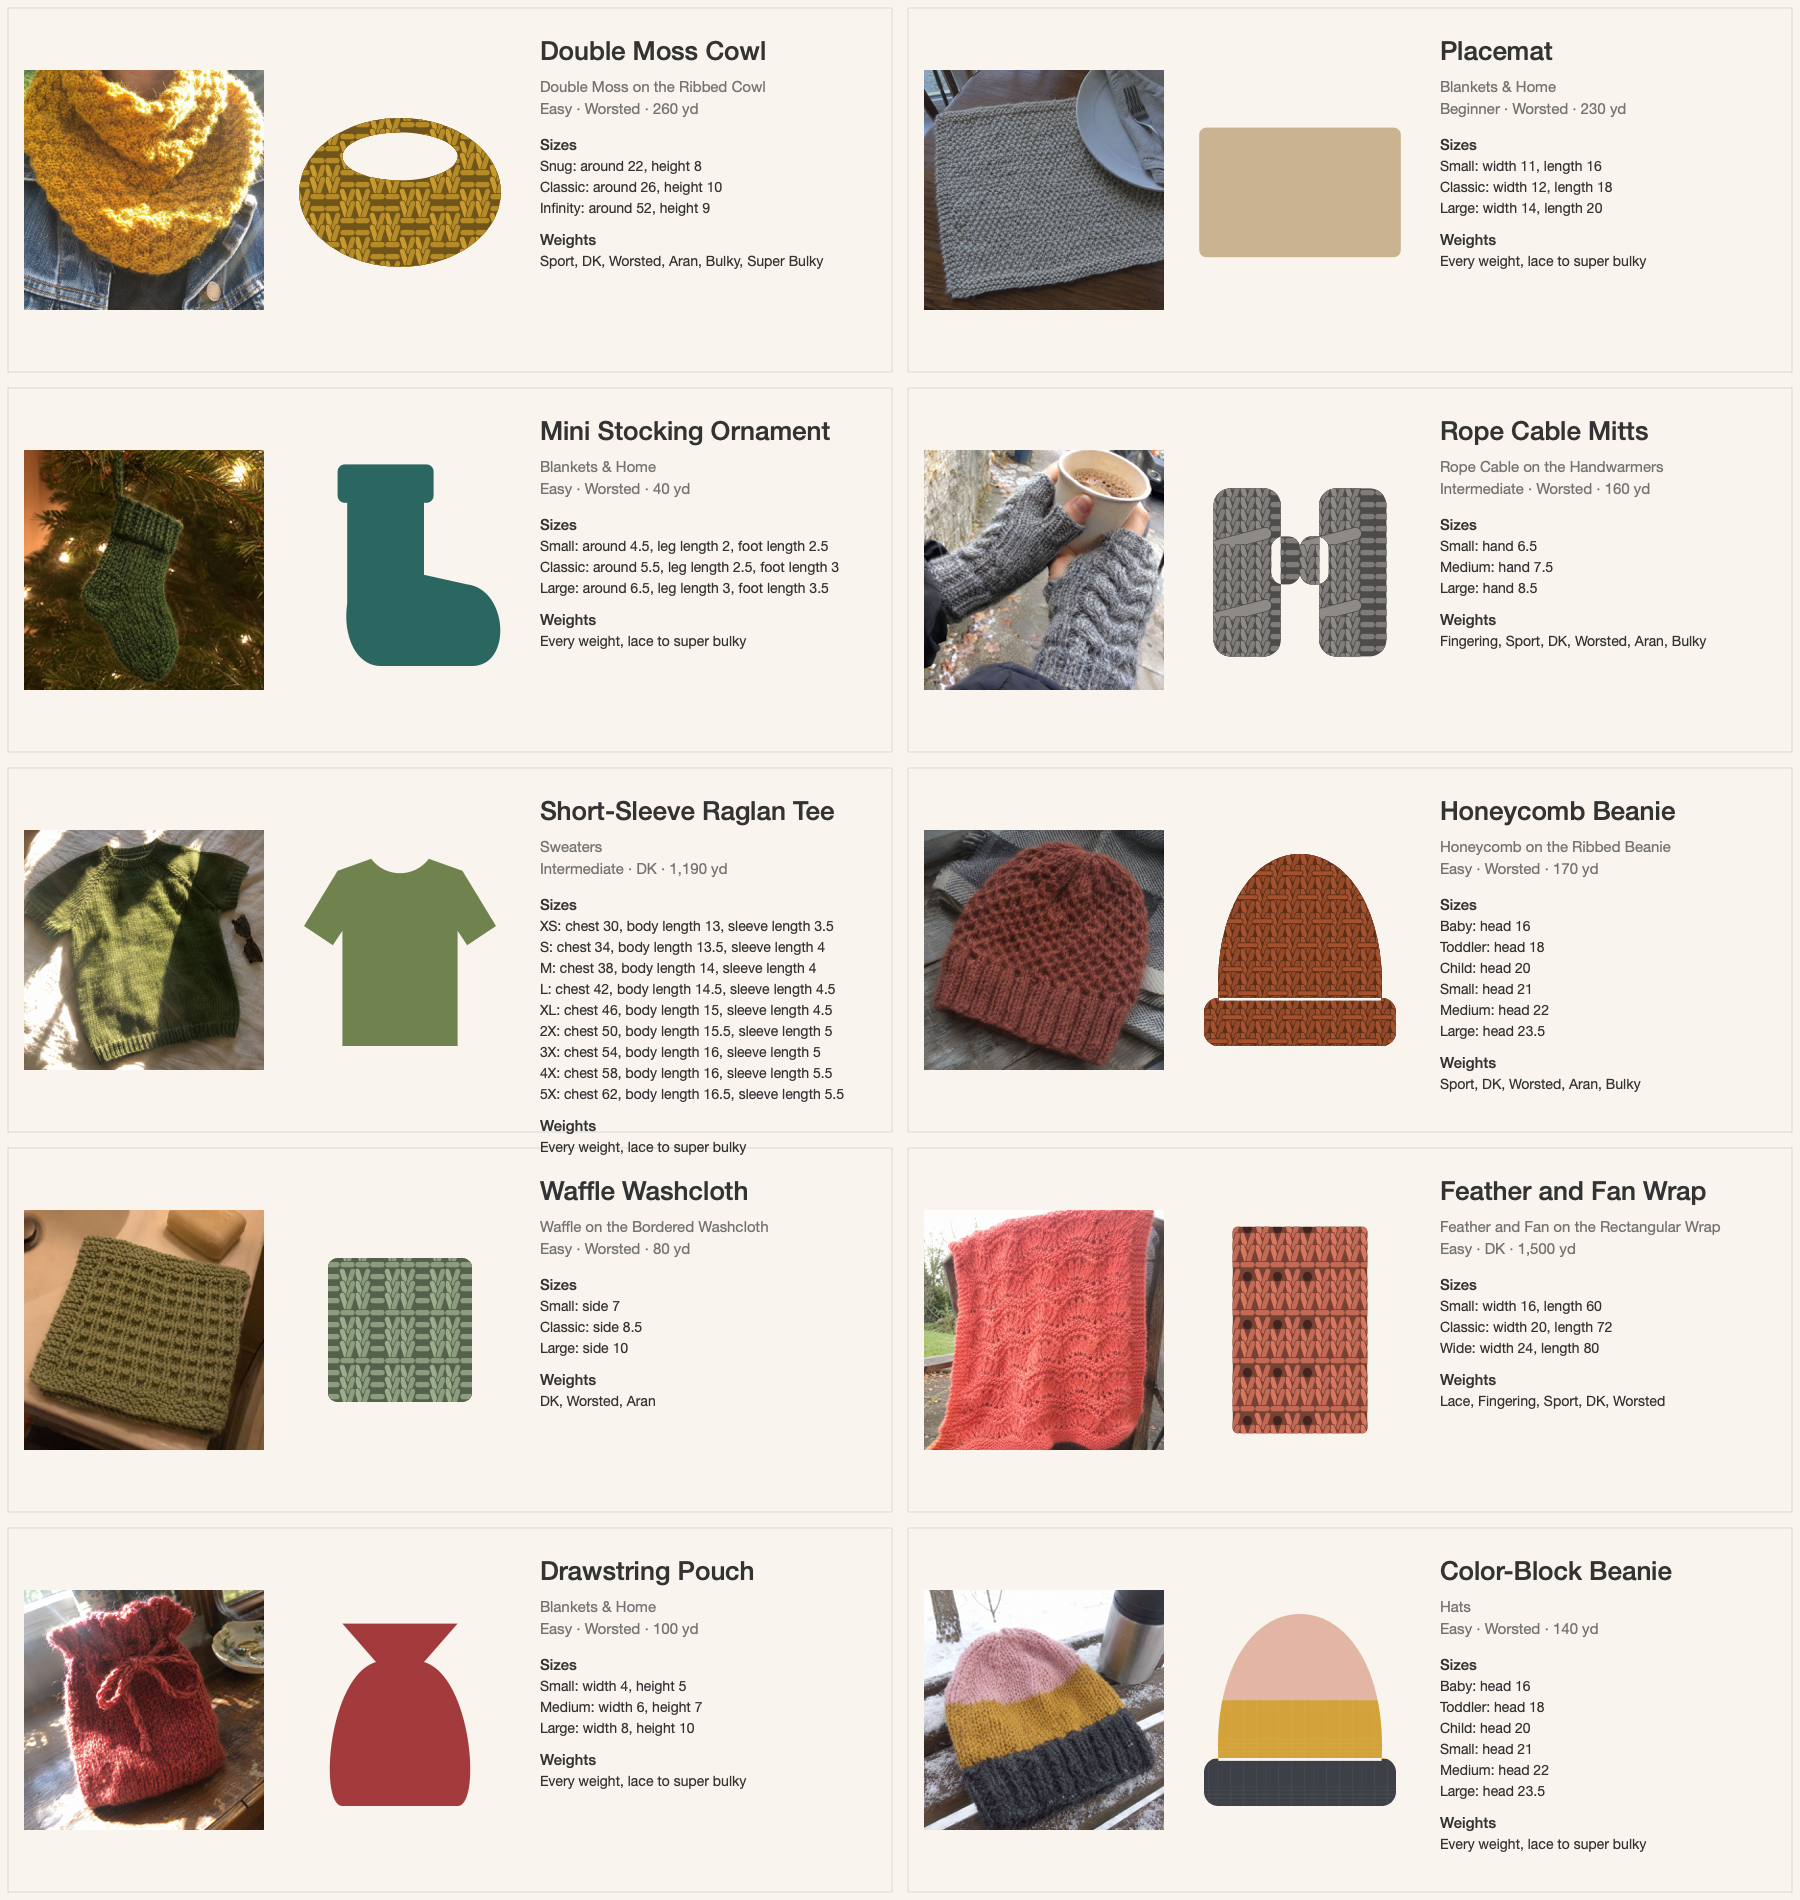 Double Moss Cowl
Double Moss on the Ribbed Cowl
Easy · Worsted · 260 yd
Sizes
Snug: around 22, height 8
Classic: around 26, height 10
Infinity: around 52, height 9
Weights
Sport, DK, Worsted, Aran, Bulky, Super Bulky
Placemat
Blankets & Home
Beginner · Worsted · 230 yd
Sizes
Small: width 11, length 16
Classic: width 12, length 18
Large: width 14, length 20
Weights
Every weight, lace to super bulky
Mini Stocking Ornament
Blankets & Home
Easy · Worsted · 40 yd
Sizes
Small: around 4.5, leg length 2, foot length 2.5
Classic: around 5.5, leg length 2.5, foot length 3
Large: around 6.5, leg length 3, foot length 3.5
Weights
Every weight, lace to super bulky
Rope Cable Mitts
Rope Cable on the Handwarmers
Intermediate · Worsted · 160 yd
Sizes
Small: hand 6.5
Medium: hand 7.5
Large: hand 8.5
Weights
Fingering, Sport, DK, Worsted, Aran, Bulky
Short-Sleeve Raglan Tee
Sweaters
Intermediate · DK · 1,190 yd
Sizes
XS: chest 30, body length 13, sleeve length 3.5
S: chest 34, body length 13.5, sleeve length 4
M: chest 38, body length 14, sleeve length 4
L: chest 42, body length 14.5, sleeve length 4.5
XL: chest 46, body length 15, sleeve length 4.5
2X: chest 50, body length 15.5, sleeve length 5
3X: chest 54, body length 16, sleeve length 5
4X: chest 58, body length 16, sleeve length 5.5
5X: chest 62, body length 16.5, sleeve length 5.5
Weights
Every weight, lace to super bulky
Honeycomb Beanie
Honeycomb on the Ribbed Beanie
Easy · Worsted · 170 yd
Sizes
Baby: head 16
Toddler: head 18
Child: head 20
Small: head 21
Medium: head 22
Large: head 23.5
Weights
Sport, DK, Worsted, Aran, Bulky
Waffle Washcloth
Waffle on the Bordered Washcloth
Easy · Worsted · 80 yd
Sizes
Small: side 7
Classic: side 8.5
Large: side 10
Weights
DK, Worsted, Aran
Feather and Fan Wrap
Feather and Fan on the Rectangular Wrap
Easy · DK · 1,500 yd
Sizes
Small: width 16, length 60
Classic: width 20, length 72
Wide: width 24, length 80
Weights
Lace, Fingering, Sport, DK, Worsted
Drawstring Pouch
Blankets & Home
Easy · Worsted · 100 yd
Sizes
Small: width 4, height 5
Medium: width 6, height 7
Large: width 8, height 10
Weights
Every weight, lace to super bulky
Color-Block Beanie
Hats
Easy · Worsted · 140 yd
Sizes
Baby: head 16
Toddler: head 18
Child: head 20
Small: head 21
Medium: head 22
Large: head 23.5
Weights
Every weight, lace to super bulky